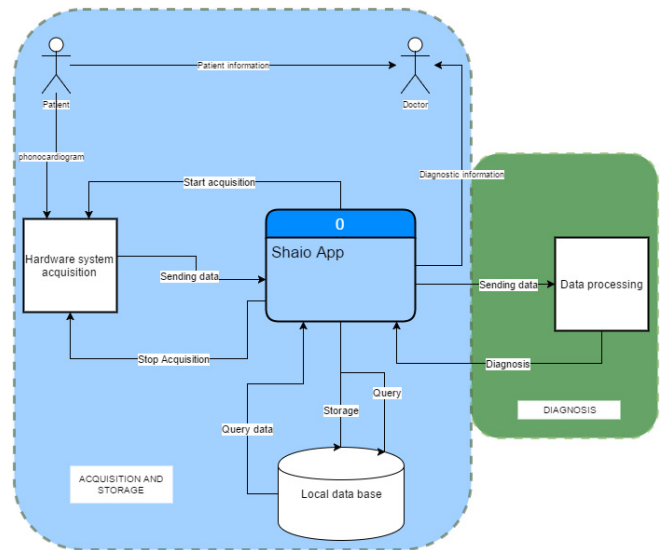 Patient information
Patient
Doctor
phonocardiogram
Diagnostic information
Start acquisition
0
Shaio App
Hardware system
acquisition
Sending data
Sending data
Data processing
Stop Acquisition
Diagnosis
Query
Storage
Query data
DIAGNOSIS
ACQUISITION AND
STORAGE
Local data base